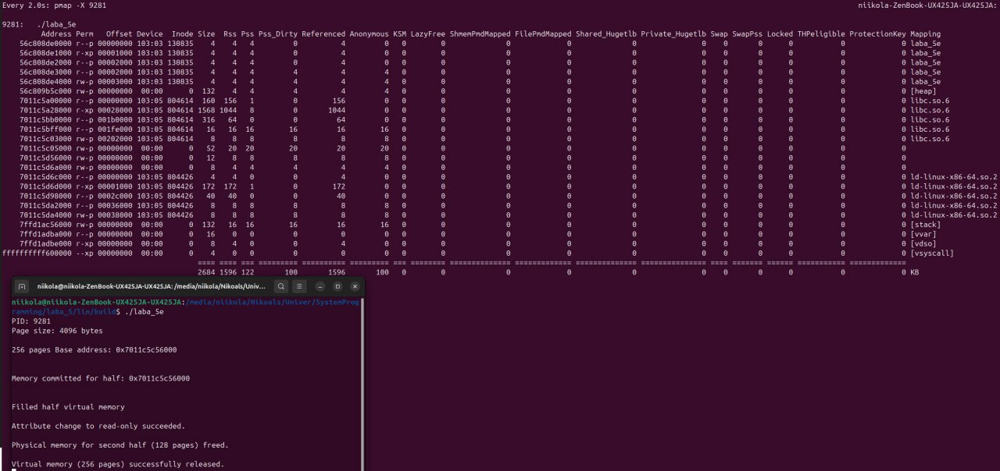 Every 2.0s: pmap -X 9281 niikola-ZenBook-UX425JA-UX425JA:
9281: ./laba_5e
Address Perm Offset Device Inode Size Rss Pss Pss_Dirty Referenced Anonymous KSM LazyFree ShmemPmdMapped FilePmdMapped Shared_Hugetlb Private_Hugetlb Swap SwapPss Locked THPeligible ProtectionKey Mapping
56c808de0000 r--p 00000000 103:03 130835 4 4 4 0 4 0 0 0 0 0 0 0 0 0 0 0 0 laba_5e
56c808de1000 r-xp 00001000 103:03 130835 4 4 4 4 4 4 0 0 0 0 0 0 0 0 0 0 0 laba_5e
56c808de2000 r--p 00002000 103:03 130835 4 4 4 0 4 0 0 0 0 0 0 0 0 0 0 0 0 laba_5e
56c808de3000 r--p 00002000 103:03 130835 4 4 4 4 4 4 0 0 0 0 0 0 0 0 0 0 0 laba_5e
56c808de4000 rw-p 00003000 103:03 130835 4 4 4 4 4 4 0 0 0 0 0 0 0 0 0 0 0 laba_5e
56c809b5c000 rw-p 00000000 00:00 0 132 4 4 4 4 4 0 0 0 0 0 0 0 0 0 0 0 [heap]
7011c5a00000 r--p 00000000 103:05 804614 160 156 1 0 156 0 0 0 0 0 0 0 0 0 0 0 0 libc.so.6
7011c5a28000 r-xp 00028000 103:05 804614 1568 1044 8 0 1044 0 0 0 0 0 0 0 0 0 0 0 0 libc.so.6
7011c5bb0000 r--p 001b0000 103:05 804614 316 64 0 0 64 0 0 0 0 0 0 0 0 0 0 0 0 libc.so.6
7011c5bff000 r--p 001fe000 103:05 804614 16 16 16 16 16 16 0 0 0 0 0 0 0 0 0 0 0 libc.so.6
7011c5c03000 rw-p 00202000 103:05 804614 8 8 8 8 8 8 0 0 0 0 0 0 0 0 0 0 0 libc.so.6
7011c5c05000 rw-p 00000000 00:00 0 52 20 20 20 20 20 0 0 0 0 0 0 0 0 0 0 0
7011c5d56000 rw-p 00000000 00:00 0 12 8 8 8 8 8 0 0 0 0 0 0 0 0 0 0 0
7011c5d6a000 rw-p 00000000 00:00 0 8 4 4 4 4 4 0 0 0 0 0 0 0 0 0 0 0
7011c5d6c000 r--p 00000000 103:05 804426 4 4 0 0 4 0 0 0 0 0 0 0 0 0 0 0 0 ld-linux-x86-64.so.2
7011c5d6d000 r-xp 00001000 103:05 804426 172 172 1 0 172 0 0 0 0 0 0 0 0 0 0 0 0 ld-linux-x86-64.so.2
7011c5d98000 r--p 0002c000 103:05 804426 40 40 0 0 40 0 0 0 0 0 0 0 0 0 0 0 0 ld-linux-x86-64.so.2
7011c5da2000 r--p 00036000 103:05 804426 8 8 8 8 8 8 0 0 0 0 0 0 0 0 0 0 0 ld-linux-x86-64.so.2
7011c5da4000 rw-p 00038000 103:05 804426 8 8 8 8 8 8 0 0 0 0 0 0 0 0 0 0 0 ld-linux-x86-64.so.2
7ffd1ac56000 rw-p 00000000 00:00 0 132 16 16 16 16 16 0 0 0 0 0 0 0 0 0 0 0 [stack]
7ffd1adba000 r--p 00000000 00:00 0 16 0 0 0 0 0 0 0 0 0 0 0 0 0 0 0 0 [vvar]
7ffd1adbe000 r-xp 00000000 00:00 0 8 4 0 0 4 0 0 0 0 0 0 0 0 0 0 0 0 [vdso]
ffffffffff600000 --xp 00000000 00:00 0 4 0 0 0 0 0 0 0 0 0 0 0 0 0 0 0 0 [vsyscall]
==== ==== === ========= ========== ========= === ======== ============== ============= ============== =============== ==== ======= ====== =========== =============
2684 1596 122 100 1596 100 0 0 0 0 0 0 0 0 0 0 0 KB
niikola@niikola-ZenBook-UX425JA-UX425JA: /media/niikola/Nikoals/Univ...
niikola@niikola-ZenBook-UX425JA-UX425JA:/media/niikola/Nikoals/Univer/SystemProg
ramming/laba_5/lin/build$ ./laba_5e
PID: 9281
Page size: 4096 bytes
256 pages Base address: 0x7011c5c56000
Memory committed for half: 0x7011c5c56000
Filled half virtual memory
Attribute change to read-only succeeded.
Physical memory for second half (128 pages) freed.
Virtual memory (256 pages) successfully released.